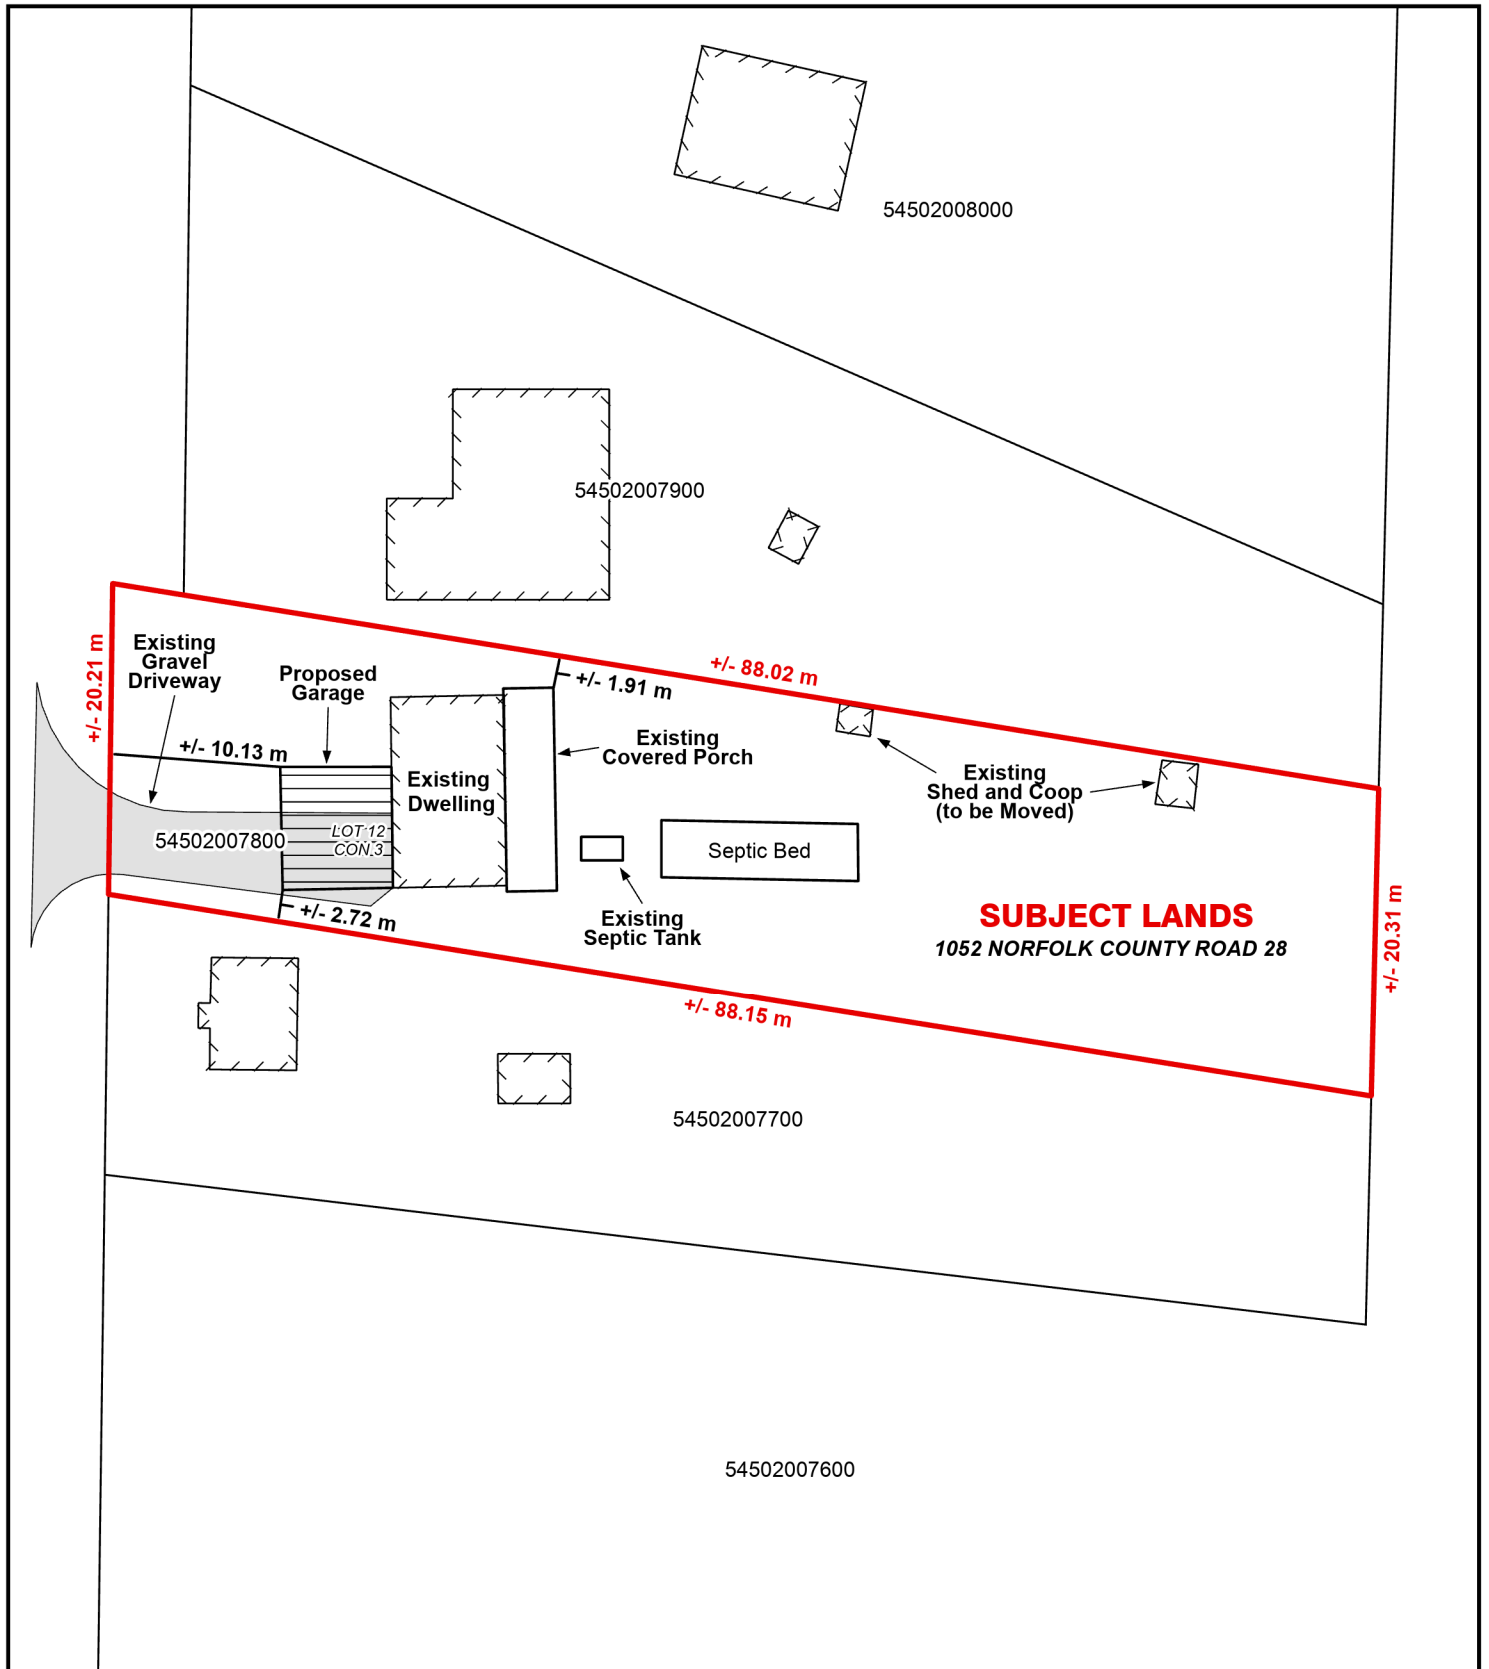 54502008000
54502007900
+/- 20.21 m
Existing
Gravel
Driveway
Proposed
Garage
+/- 88.02 m
+/- 1.91 m
+/- 10.13 m
Existing
Covered Porch
Existing
Dwelling
Existing
Shed and Coop
(to be Moved)
54502007800
LOT 12
CON 3
Septic Bed
+/- 2.72 m
Existing
Septic Tank
SUBJECT LANDS
1052 NORFOLK COUNTY ROAD 28
+/- 20.31 m
+/- 88.15 m
54502007700
54502007600